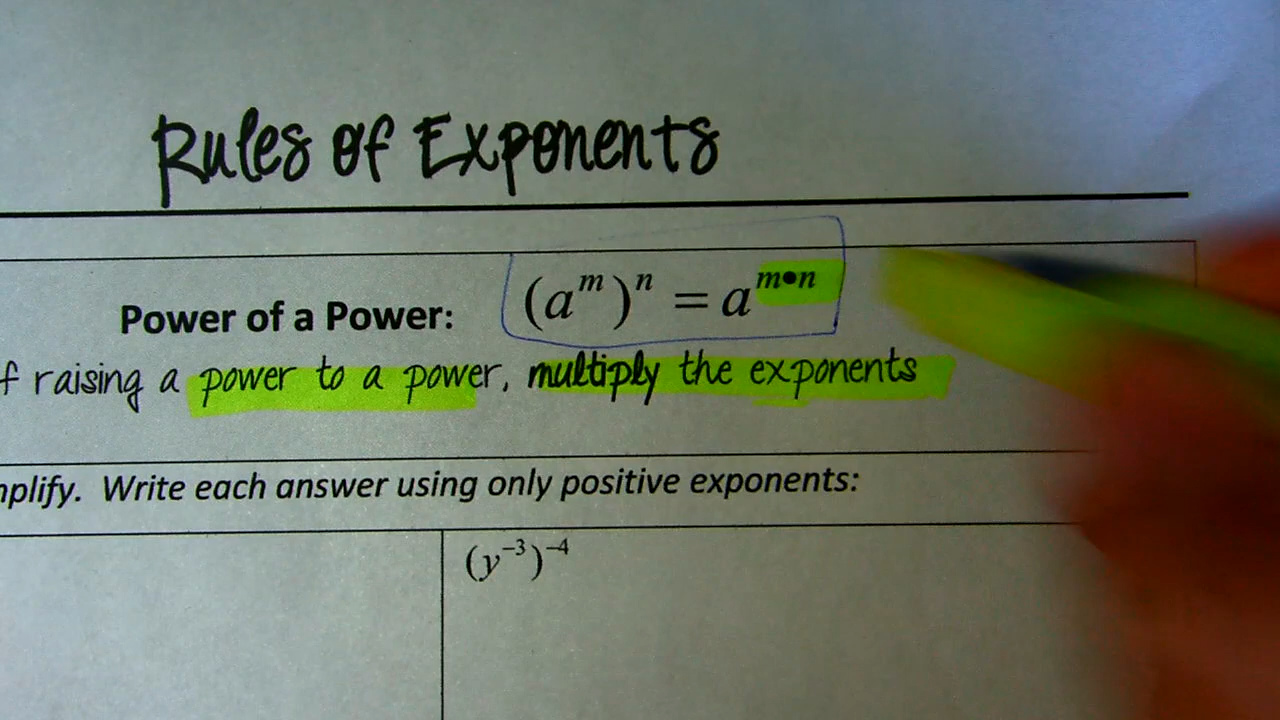 Rules of Exponents
Power of a Power: (a^m)^n = a^{m•n}
f raising a power to a power, multiply the exponents
mplify. Write each answer using only positive exponents:
(y^{-3})^{-4}